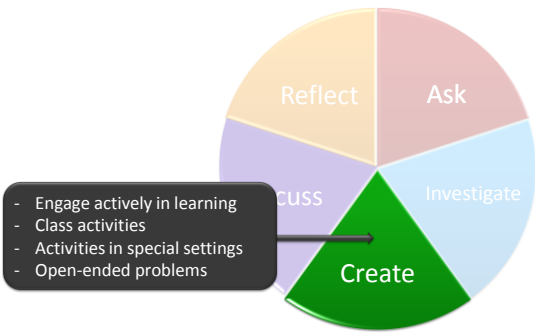 Reflect
Ask
cuss
Investigate
- Engage actively in learning
- Class activities
- Activities in special settings
- Open-ended problems
Create